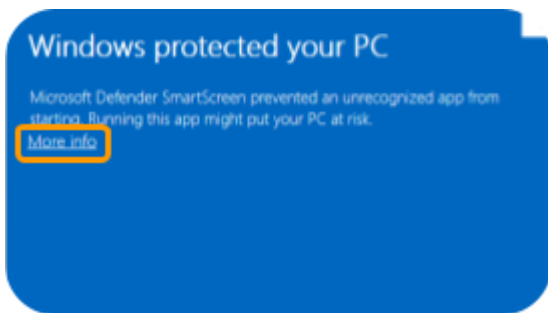 Windows protected your PC
Microsoft Defender SmartScreen prevented an unrecognized app from
starting. Running this app might put your PC at risk.
More info